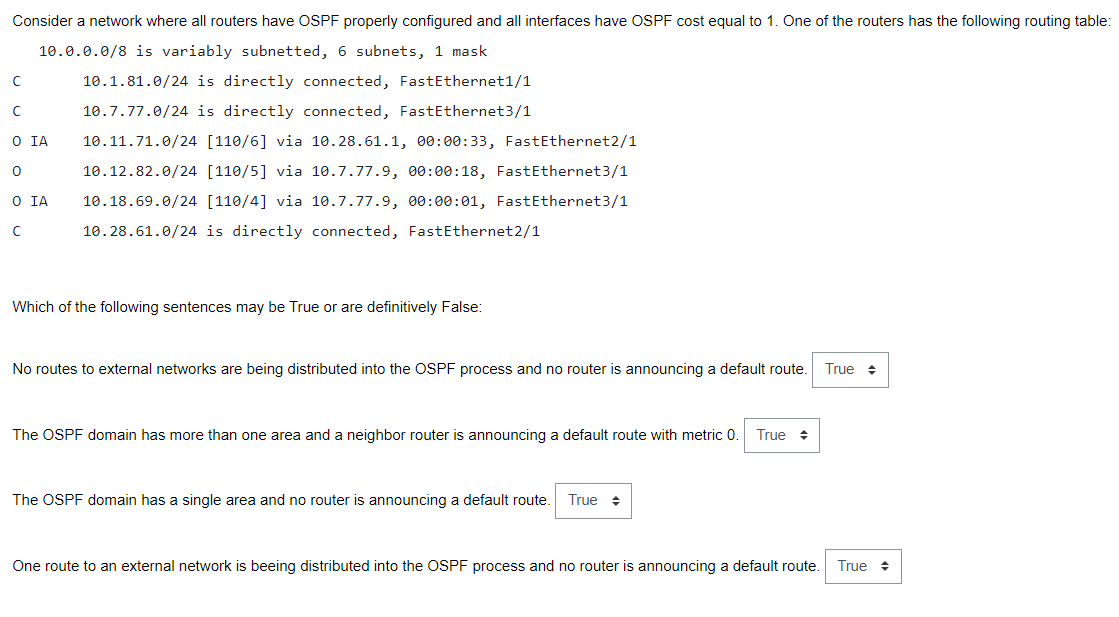 Consider a network where all routers have OSPF properly configured and all interfaces have OSPF cost equal to 1. One of the routers has the following routing table:
10.0.0.0/8 is variably subnetted, 6 subnets, 1 mask
C 10.1.81.0/24 is directly connected, FastEthernet1/1
C 10.7.77.0/24 is directly connected, FastEthernet3/1
O IA 10.11.71.0/24 [110/6] via 10.28.61.1, 00:00:33, FastEthernet2/1
O 10.12.82.0/24 [110/5] via 10.7.77.9, 00:00:18, FastEthernet3/1
O IA 10.18.69.0/24 [110/4] via 10.7.77.9, 00:00:01, FastEthernet3/1
C 10.28.61.0/24 is directly connected, FastEthernet2/1
Which of the following sentences may be True or are definitively False:
No routes to external networks are being distributed into the OSPF process and no router is announcing a default route. True
The OSPF domain has more than one area and a neighbor router is announcing a default route with metric 0. True
The OSPF domain has a single area and no router is announcing a default route. True
One route to an external network is beeing distributed into the OSPF process and no router is announcing a default route. True